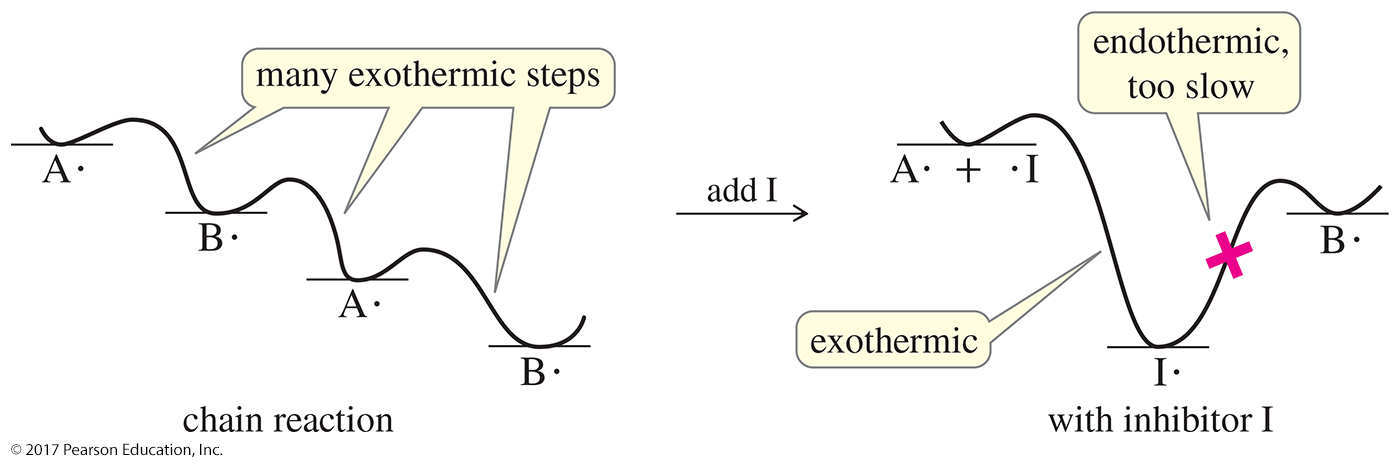 many exothermic steps
A·
B·
A·
B·
chain reaction
add I
endothermic,
too slow
A· + ·I
B·
exothermic
I·
with inhibitor I
© 2017 Pearson Education, Inc.